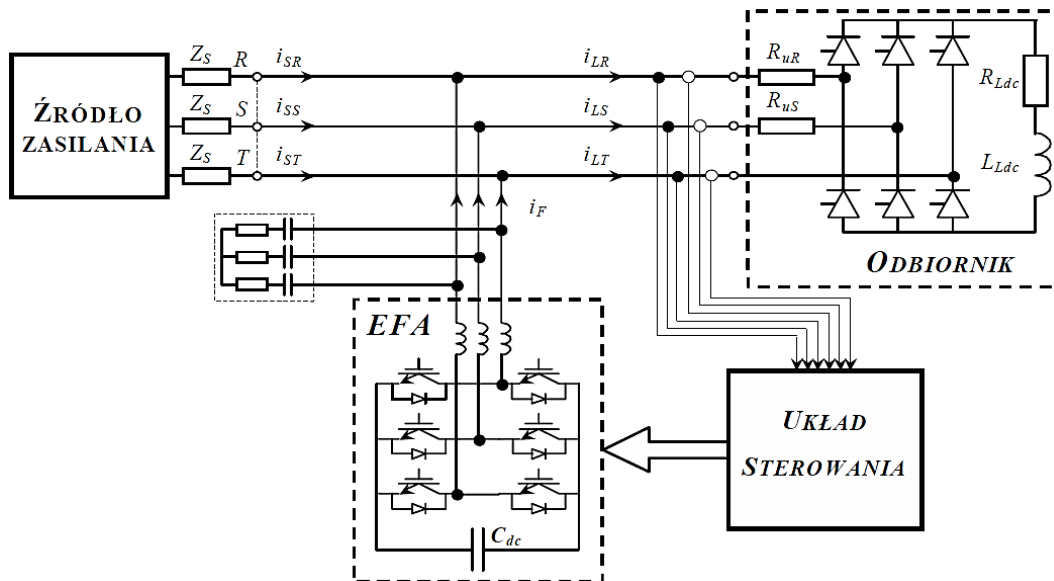 ŹRÓDŁO
ZASILANIA
Z_S R i_SR
Z_S S i_SS
Z_S T i_ST
i_LR
i_LS
i_LT
R_uR
R_uS
R_Ldc
L_Ldc
ODBIORNIK
i_F
EFA
C_dc
UKŁAD
STEROWANIA